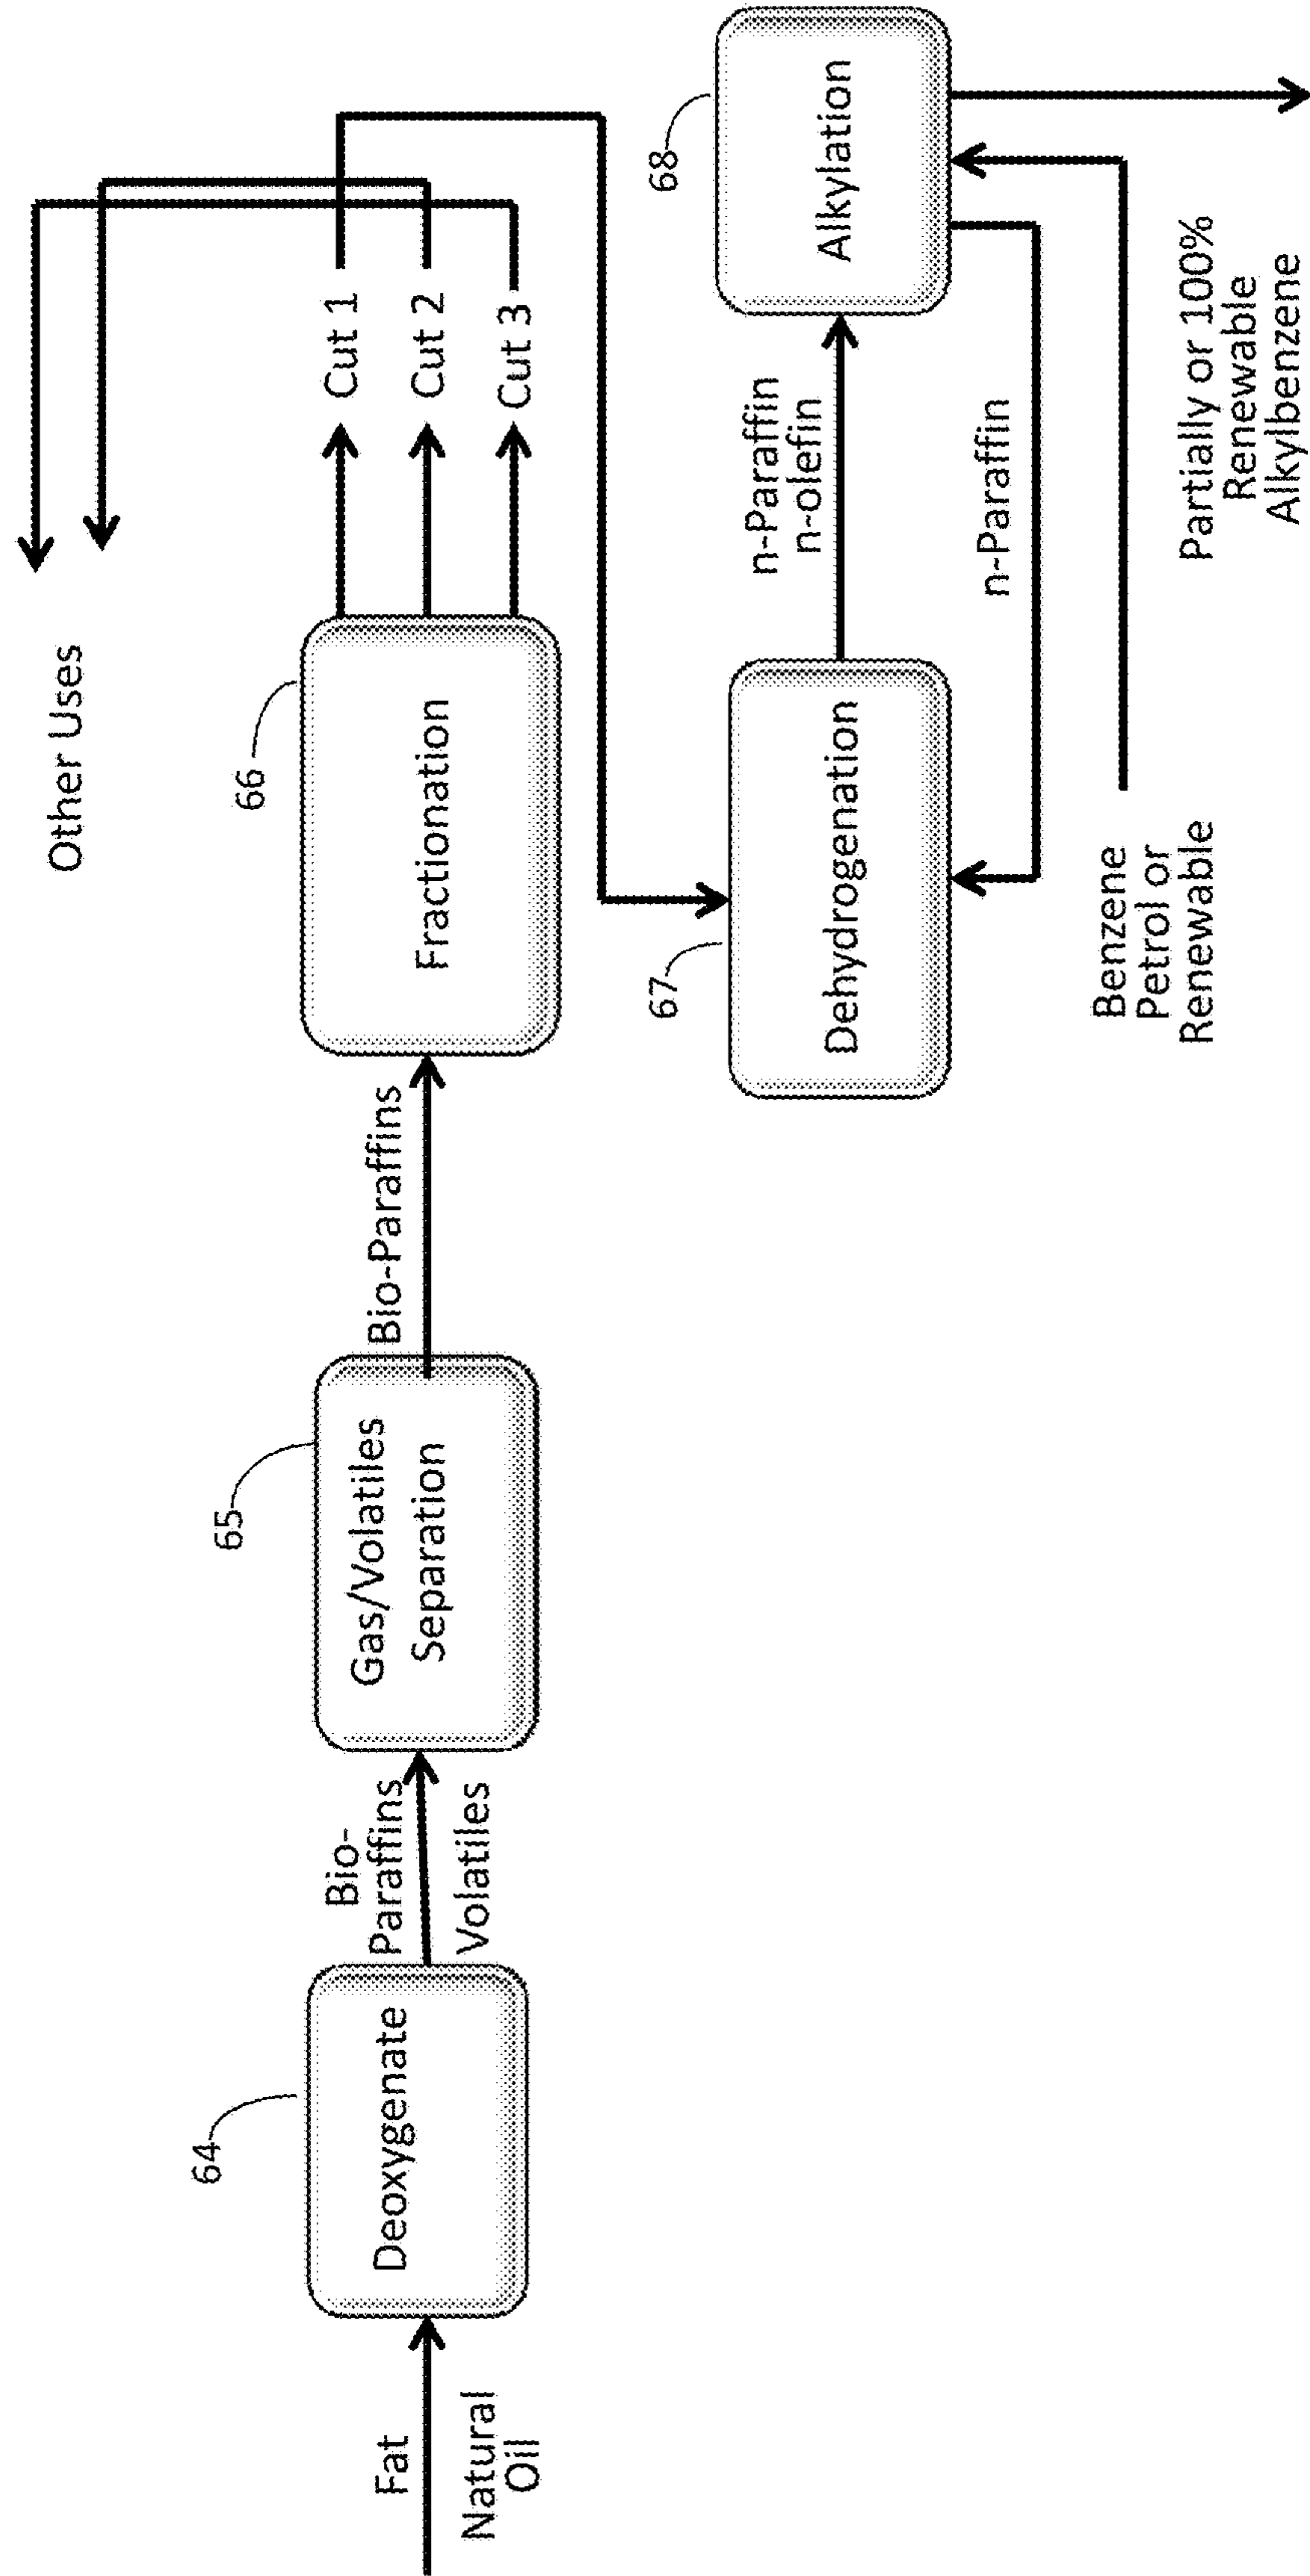 Fat
Natural
Oil
64
Deoxygenate
Bio-
Paraffins
Volatiles
65
Gas/Volatiles
Separation
Bio-Paraffins
66
Fractionation
Cut 1
Cut 2
Cut 3
Other Uses
67
Dehydrogenation
n-Paraffin
n-olefin
n-Paraffin
68
Alkylation
Benzene
Petrol or
Renewable
Partially or 100%
Renewable
Alkylbenzene